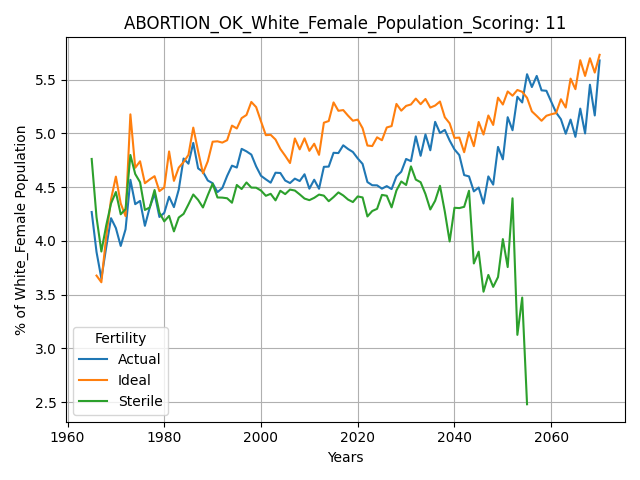 ABORTION_OK_White_Female_Population_Scoring: 11
% of White_Female Population
5.5
5.0
4.5
4.0
3.5
3.0
2.5
Fertility
Actual
Ideal
Sterile
1960 1980 2000 2020 2040 2060
Years